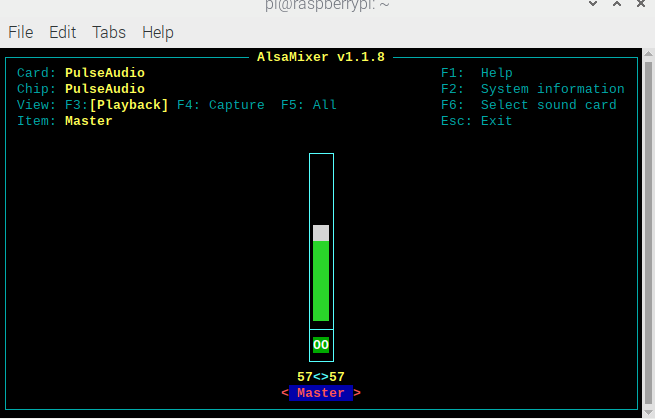 pi@raspberrypi: ~
File Edit Tabs Help
AlsaMixer v1.1.8
Card: PulseAudio F1: Help
Chip: PulseAudio F2: System information
View: F3:[Playback] F4: Capture F5: All F6: Select sound card
Item: Master Esc: Exit
OO
57<>57
< Master >